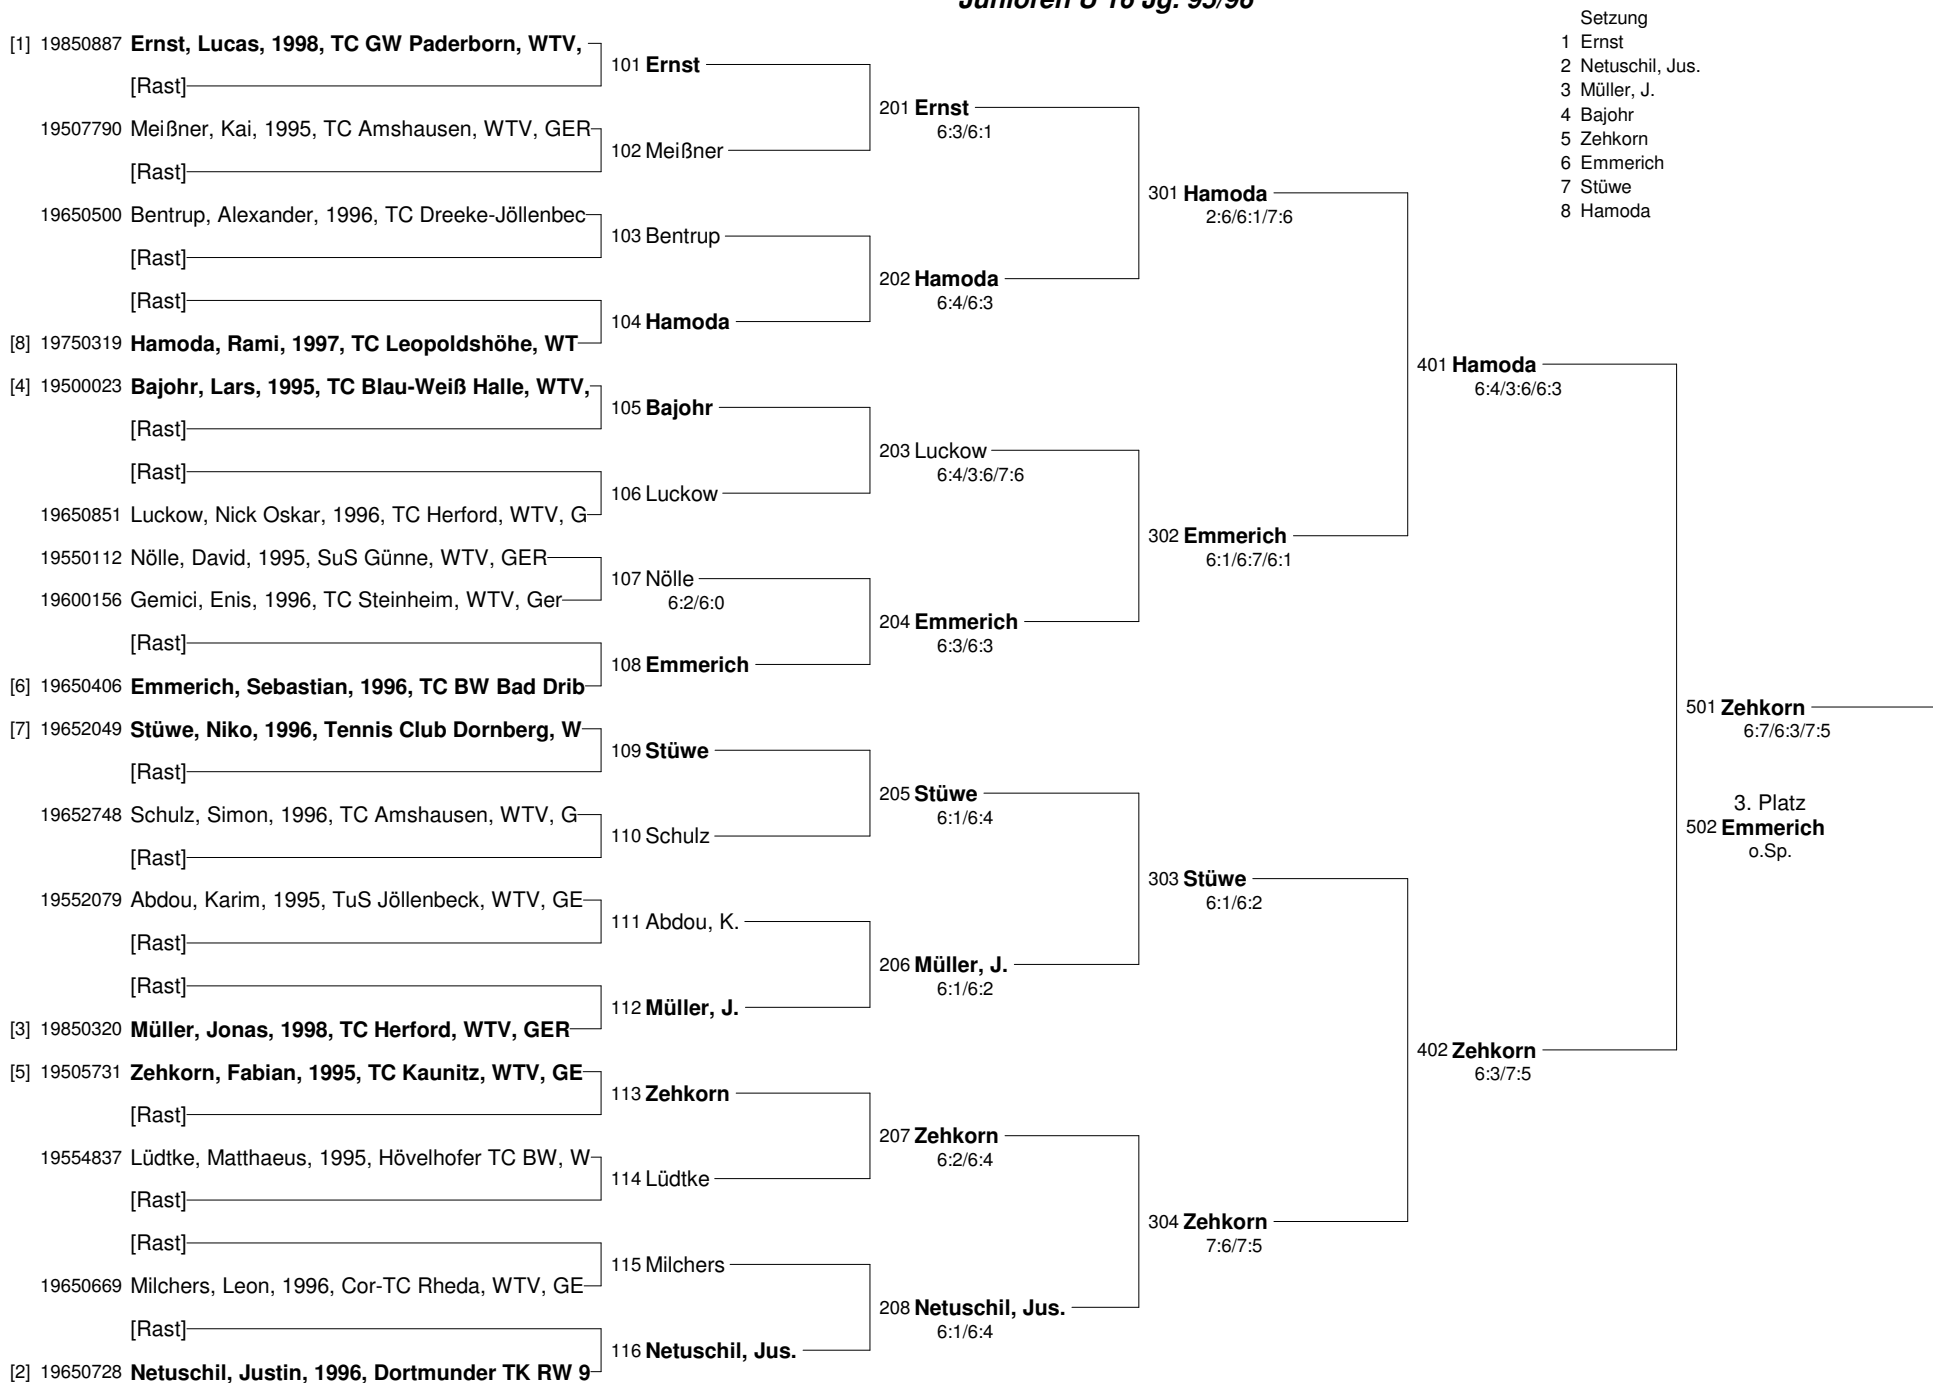 Junioren U 16 Jg. 95/96
Setzung
1 Ernst
2 Netuschil, Jus.
3 Müller, J.
4 Bajohr
5 Zehkorn
6 Emmerich
7 Stüwe
8 Hamoda
[1] 19850887 Ernst, Lucas, 1998, TC GW Paderborn, WTV,
[Rast]
19507790 Meißner, Kai, 1995, TC Amshausen, WTV, GER
[Rast]
19650500 Bentrup, Alexander, 1996, TC Dreeke-Jöllenbec
[Rast]
[Rast]
[8] 19750319 Hamoda, Rami, 1997, TC Leopoldshöhe, WT
[4] 19500023 Bajohr, Lars, 1995, TC Blau-Weiß Halle, WTV,
[Rast]
[Rast]
19650851 Luckow, Nick Oskar, 1996, TC Herford, WTV, G
19550112 Nölle, David, 1995, SuS Günne, WTV, GER
19600156 Gemici, Enis, 1996, TC Steinheim, WTV, Ger
[Rast]
[6] 19650406 Emmerich, Sebastian, 1996, TC BW Bad Drib
[7] 19652049 Stüwe, Niko, 1996, Tennis Club Dornberg, W
[Rast]
19652748 Schulz, Simon, 1996, TC Amshausen, WTV, G
[Rast]
19552079 Abdou, Karim, 1995, TuS Jöllenbeck, WTV, GE
[Rast]
[Rast]
[3] 19850320 Müller, Jonas, 1998, TC Herford, WTV, GER
[5] 19505731 Zehkorn, Fabian, 1995, TC Kaunitz, WTV, GE
[Rast]
19554837 Lüdtke, Matthaeus, 1995, Hövelhofer TC BW, W
[Rast]
[Rast]
19650669 Milchers, Leon, 1996, Cor-TC Rheda, WTV, GE
[Rast]
[2] 19650728 Netuschil, Justin, 1996, Dortmunder TK RW 9
101 Ernst
102 Meißner
103 Bentrup
104 Hamoda
105 Bajohr
106 Luckow
107 Nölle
6:2/6:0
108 Emmerich
109 Stüwe
110 Schulz
111 Abdou, K.
112 Müller, J.
113 Zehkorn
114 Lüdtke
115 Milchers
116 Netuschil, Jus.
201 Ernst
6:3/6:1
202 Hamoda
6:4/6:3
203 Luckow
6:4/3:6/7:6
204 Emmerich
6:3/6:3
205 Stüwe
6:1/6:4
206 Müller, J.
6:1/6:2
207 Zehkorn
6:2/6:4
208 Netuschil, Jus.
6:1/6:4
301 Hamoda
2:6/6:1/7:6
302 Emmerich
6:1/6:7/6:1
303 Stüwe
6:1/6:2
304 Zehkorn
7:6/7:5
401 Hamoda
6:4/3:6/6:3
402 Zehkorn
6:3/7:5
501 Zehkorn
6:7/6:3/7:5
3. Platz
502 Emmerich
o.Sp.